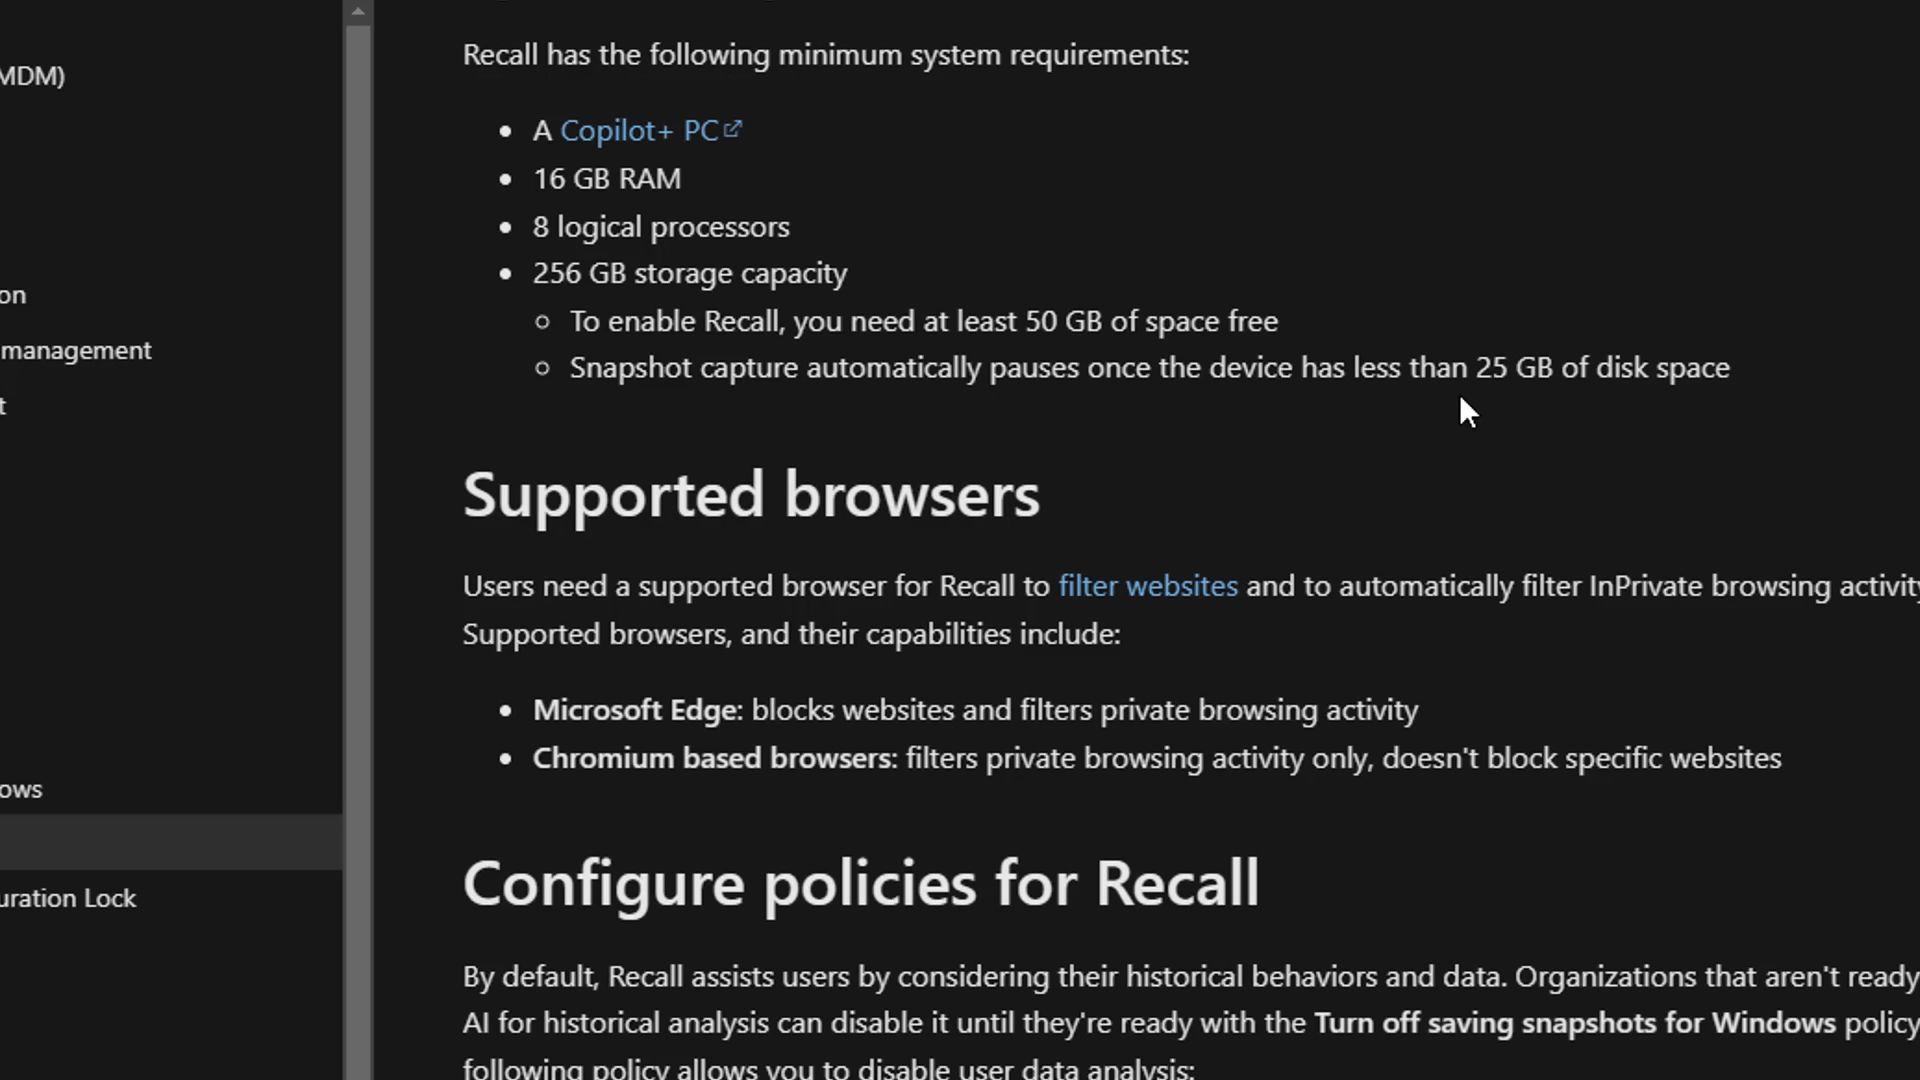 Recall has the following minimum system requirements:
MDM)
A Copilot+ PC
16 GB RAM
8 logical processors
256 GB storage capacity
on
To enable Recall, you need at least 50 GB of space free
management
Snapshot capture automatically pauses once the device has less than 25 GB of disk space
t
Supported browsers
Users need a supported browser for Recall to filter websites and to automatically filter InPrivate browsing activity
Supported browsers, and their capabilities include:
Microsoft Edge: blocks websites and filters private browsing activity
Chromium based browsers: filters private browsing activity only, doesn't block specific websites
ows
Configure policies for Recall
uration Lock
By default, Recall assists users by considering their historical behaviors and data. Organizations that aren't ready
AI for historical analysis can disable it until they're ready with the Turn off saving snapshots for Windows policy
following policy allows you to disable user data analysis: